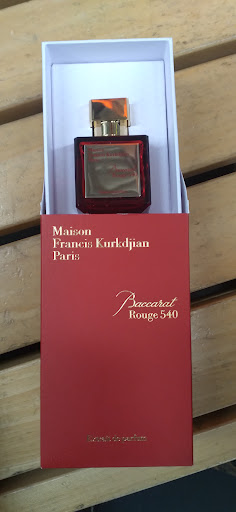 Maison
Francis Kurkdjian
Paris
Baccarat
Rouge 540
Extrait de parfum